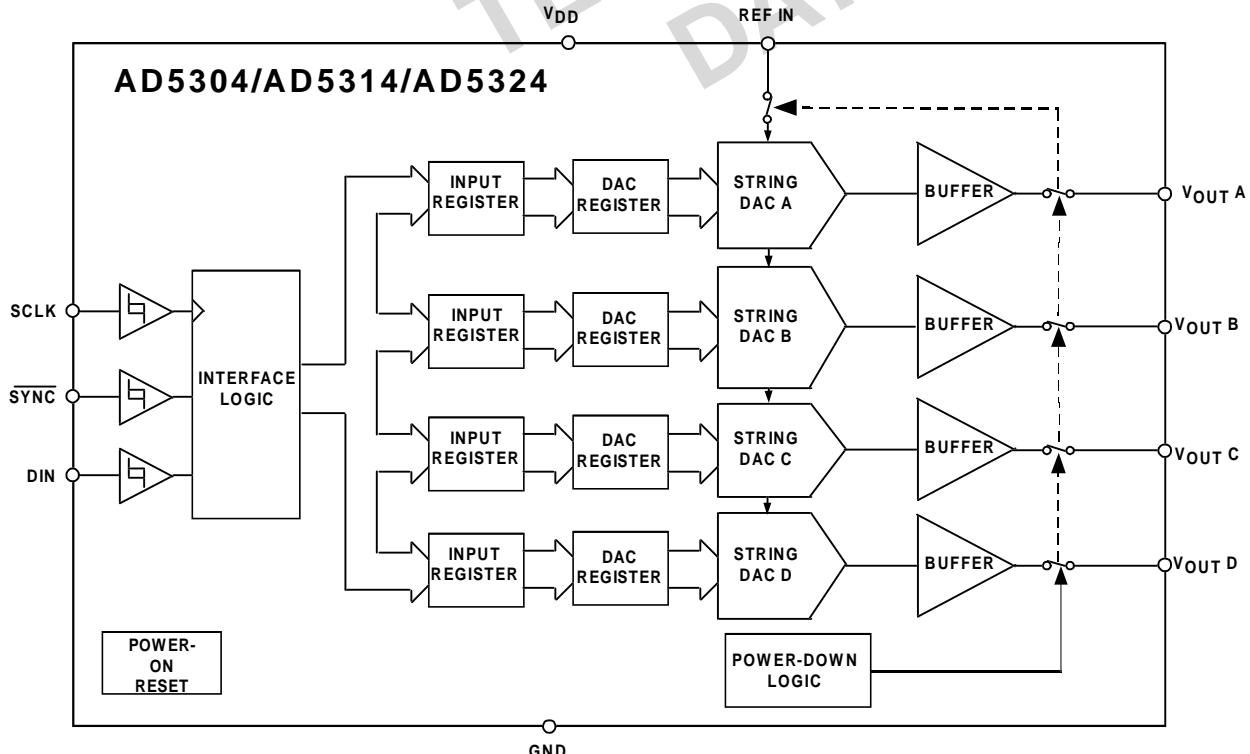 VDD
REF IN
AD5304/AD5314/AD5324
INPUT
REGISTER
DAC
REGISTER
STRING
DAC A
BUFFER
VOUT A
SCLK
INPUT
REGISTER
DAC
REGISTER
STRING
DAC B
BUFFER
VOUT B
SYNC
INTERFACE
LOGIC
INPUT
REGISTER
DAC
REGISTER
STRING
DAC C
BUFFER
VOUT C
DIN
INPUT
REGISTER
DAC
REGISTER
STRING
DAC D
BUFFER
VOUT D
POWER-
ON
RESET
POWER-DOWN
LOGIC
GND